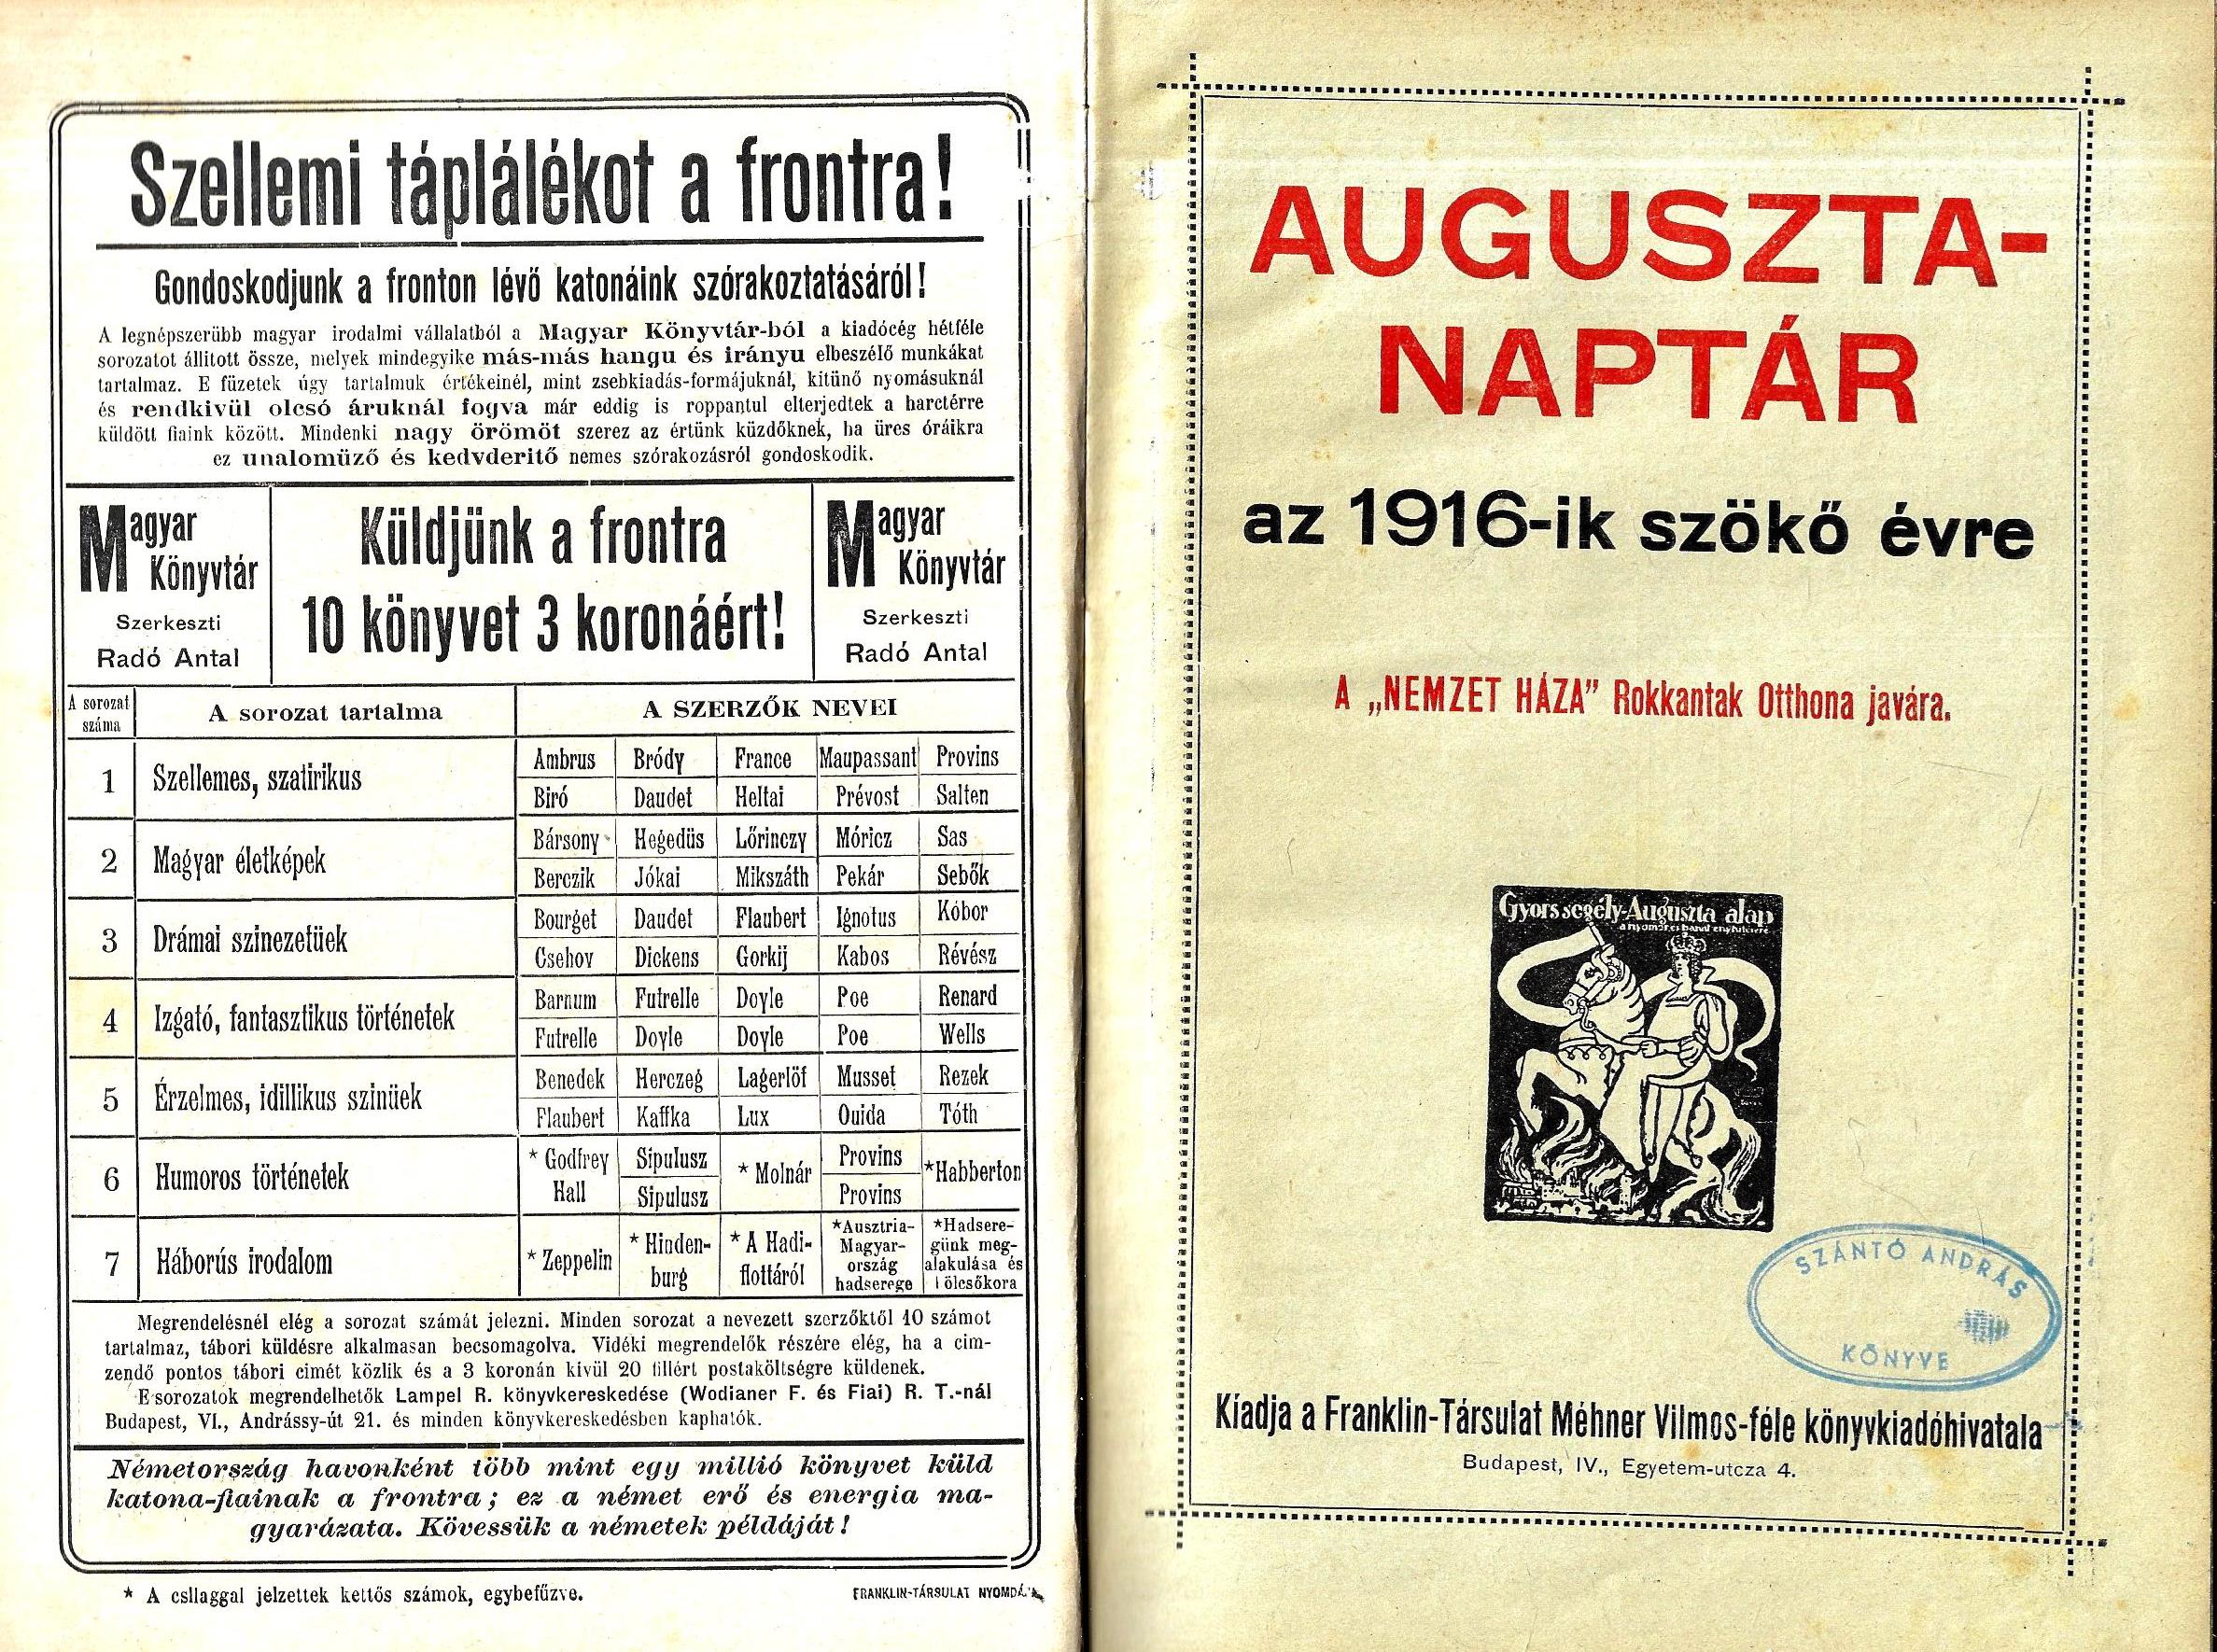 Szellemi táplálékot a frontra!
Gondoskodjunk a fronton lévő katonáink szórakoztatásáról!
A legnépszerübb magyar irodalmi vállalatból a Magyar Könyvtár-ból a kiadócég hétféle
sorozatot állitott össze, melyek mindegyike más-más hangu és irányu elbeszélő munkákat
tartalmaz. E füzetek úgy tartalmuk értékeinél, mint zsebkiadás-formájuknál, kitünő nyomásuknál
és rendkivül olcsó áruknál fogva már eddig is roppantul elterjedtek a harctérre
küldött fiaink között. Mindenki nagy örömöt szerez az értünk küzdőknek, ha üres óráikra
ez unalomüző és kedvderitő nemes szórakozásról gondoskodik.
Magyar
Könyvtár
Szerkeszti
Radó Antal
Küldjünk a frontra
10 könyvet 3 koronáért!
Magyar
Könyvtár
Szerkeszti
Radó Antal
A sorozat száma | A sorozat tartalma | A SZERZŐK NEVEI
1 Szellemes, szatirikus
Ambrus Bródy France Maupassant Provins
Biró Daudet Heltai Prévost Salten
2 Magyar életképek
Bársony Hegedüs Lőrinczy Móricz Sas
Berczik Jókai Mikszáth Pekár Sebők
3 Drámai szinezetüek
Bourget Daudet Flaubert Ignotus Kóbor
Csehov Dickens Gorkij Kabos Révész
4 Izgató, fantasztikus történetek
Barnum Futrelle Doyle Poe Renard
Futrelle Doyle Doyle Poe Wells
5 Érzelmes, idillikus szinüek
Benedek Herczeg Lagerlöf Musset Rezek
Flaubert Kaffka Lux Ouida Tóth
6 Humoros történetek
* Godfrey Hall
Sipulusz
Sipulusz
* Molnár
Provins
Provins
*Habberton
7 Háborús irodalom
* Zeppelin
* Hinden-
burg
* A Hadi-
flottáról
*Ausztria-
Magyar-
ország
hadserege
*Hadsere-
günk meg-
alakulása és
bölcsőkora
Megrendelésnél elég a sorozat számát jelezni. Minden sorozat a nevezett szerzőktől 10 számot
tartalmaz, tábori küldésre alkalmasan becsomagolva. Vidéki megrendelők részére elég, ha a cim-
zendő pontos tábori cimét közlik és a 3 koronán kivül 20 fillért postaköltségre küldenek.
E sorozatok megrendelhetők Lampel R. könyvkereskedése (Wodianer F. és Fiai) R. T.-nál
Budapest, VI., Andrássy-út 21. és minden könyvkereskedésben kaphatók.
Németország havonként több mint egy millió könyvet küld
katona-fiainak a frontra; ez a német erő és energia ma-
gyarázata. Kövessük a németek példáját!
* A csillaggal jelzettek kettős számok, egybefűzve.
FRANKLIN-TÁRSULAT NYOMDÁJA
AUGUSZTA-
NAPTÁR
az 1916-ik szökő évre
A „NEMZET HÁZA” Rokkantak Otthona javára.
Gyorssegély-Auguszta alap
SZÁNTÓ ANDRÁS
KÖNYVE
Kiadja a Franklin-Társulat Méhner Vilmos-féle könyvkiadóhivatala
Budapest, IV., Egyetem-utcza 4.